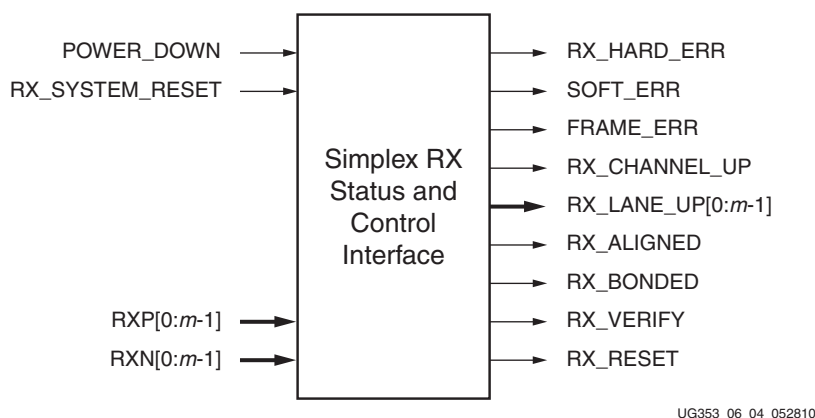 POWER_DOWN
RX_SYSTEM_RESET
RXP[0:m-1]
RXN[0:m-1]
Simplex RX
Status and
Control
Interface
RX_HARD_ERR
SOFT_ERR
FRAME_ERR
RX_CHANNEL_UP
RX_LANE_UP[0:m-1]
RX_ALIGNED
RX_BONDED
RX_VERIFY
RX_RESET
UG353_06_04_052810